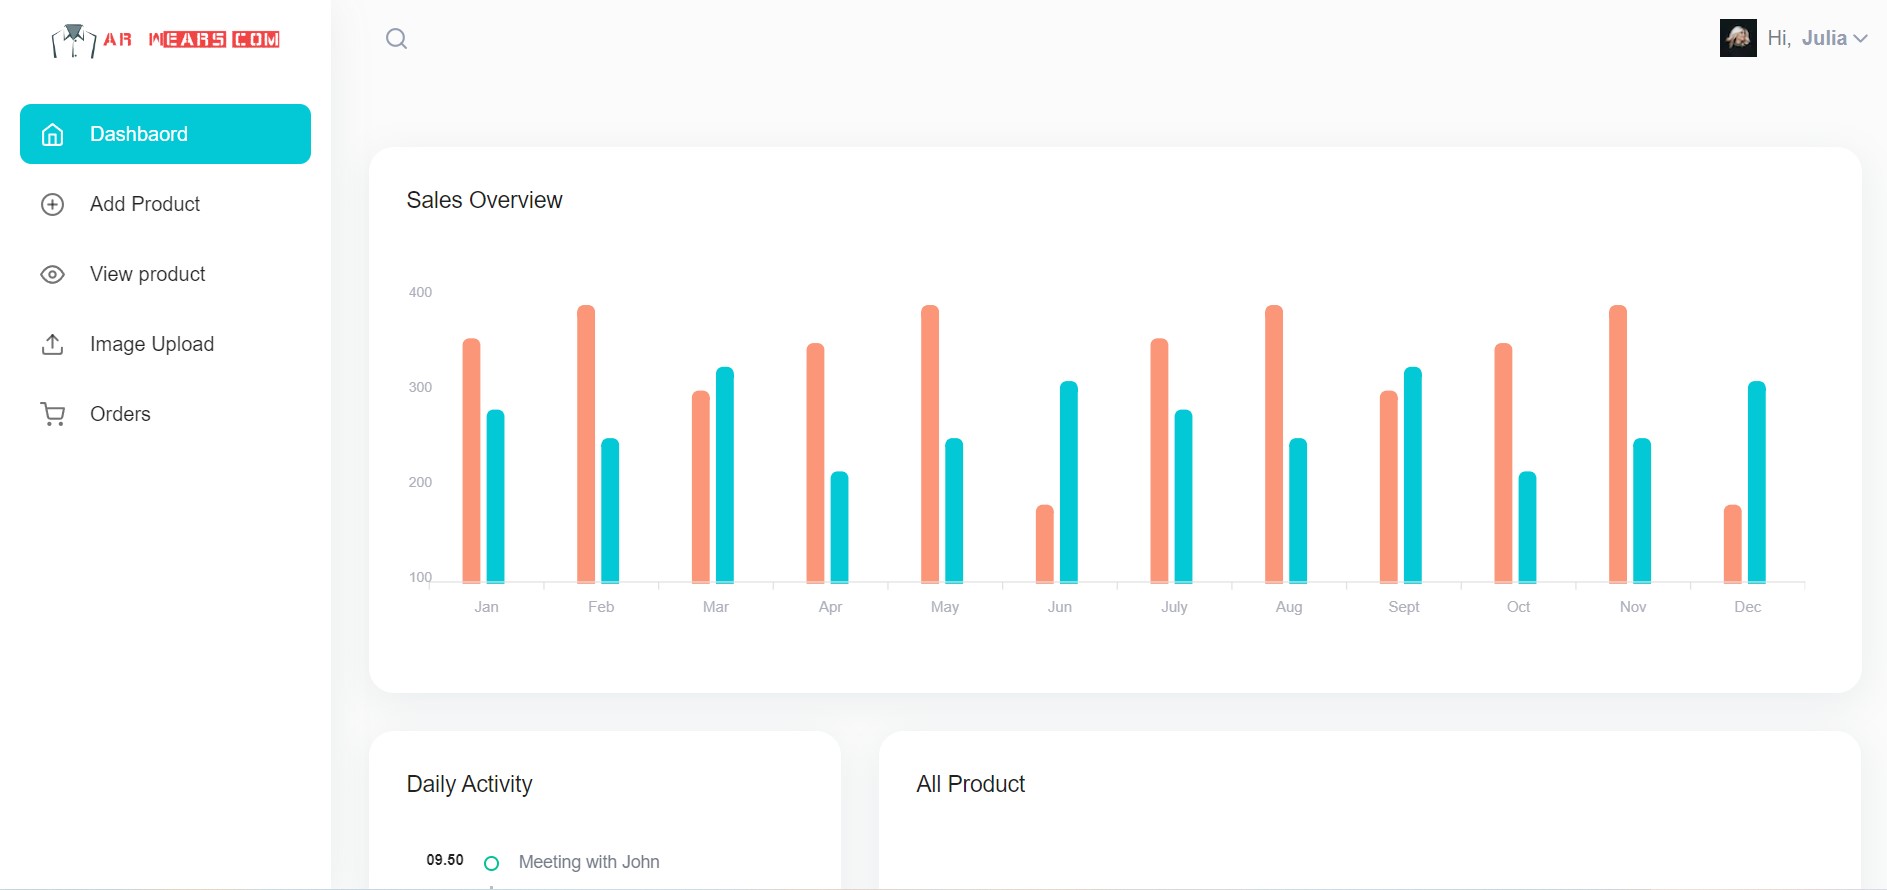 AR WEARS COM
Hi, Julia
Dashbaord
Add Product
View product
Image Upload
Orders
Sales Overview
400
300
200
100
Jan Feb Mar Apr May Jun July Aug Sept Oct Nov Dec
Daily Activity
09.50 Meeting with John
All Product